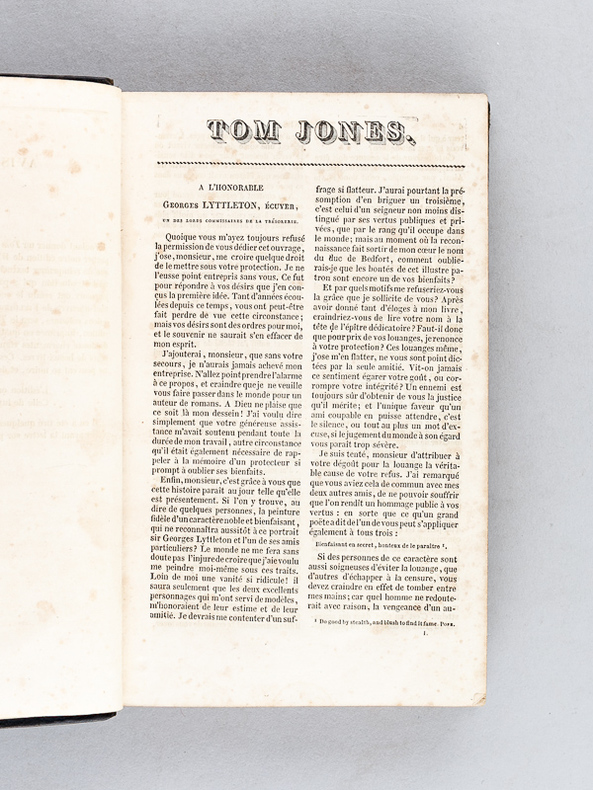 TOM JONES.
A L'HONORABLE
GEORGES LYTTLETON, ÉCUYER,
UN DES LORDS COMMISSAIRES DE LA TRÉSORERIE.
Quoique vous m'ayez toujours refusé
la permission de vous dédier cet ouvrage,
j'ose, monsieur, me croire quelque droit
de le mettre sous votre protection. Je ne
l'eusse point entrepris sans vous. Ce fut
pour répondre à vos désirs que j'en con-
çus la première idée. Tant d'années écou-
lées depuis ce temps, vous ont peut-être
fait perdre de vue cette circonstance;
mais vos désirs sont des ordres pour moi,
et le souvenir ne saurait s'en effacer de
mon esprit.
J'ajouterai, monsieur, que sans votre
secours, je n'aurais jamais achevé mon
entreprise. N'allez point prendre l'alarme
à ce propos, et craindre que je ne veuille
vous faire passer dans le monde pour un
auteur de romans. A Dieu ne plaise que
ce soit là mon dessein! J'ai voulu dire
simplement que votre généreuse assis-
tance m'avait soutenu pendant toute la
durée de mon travail, autre circonstance
qu'il était également nécessaire de rap-
peler à la mémoire d'un protecteur si
prompt à oublier ses bienfaits.
Enfin, monsieur, c'est grâce à vous que
cette histoire parait au jour telle qu'elle
est présentement. Si l'on y trouve, au
dire de quelques personnes, la peinture
fidèle d'un caractère noble et bienfaisant,
qui ne reconnaîtra aussitôt à ce portrait
sir Georges Lyttleton et l'un de ses amis
particuliers? Le monde ne me fera sans
doute pas l'injure de croire que j'aie voulu
me peindre moi-même sous ces traits.
Loin de moi une vanité si ridicule! il
saura seulement que les deux excellents
personnages qui m'ont servi de modèles,
m'honoraient de leur estime et de leur
amitié. Je devrais me contenter d'un suf-
frage si flatteur. J'aurai pourtant la pré-
somption d'en briguer un troisième,
c'est celui d'un seigneur non moins dis-
tingué par ses vertus publiques et pri-
vées, que par le rang qu'il occupe dans
le monde; mais au moment où la recon-
naissance fait sortir de mon cœur le nom
du duc de Bedfort, comment oublie-
rais-je que les bontés de cet illustre pa-
tron sont encore un de vos bienfaits?
Et par quels motifs me refuseriez-vous
la grâce que je sollicite de vous? Après
avoir donné tant d'éloges à mon livre,
craindriez-vous de lire votre nom à la
tête de l'épître dédicatoire? Faut-il donc
que pour prix de vos louanges, je renonce
à votre protection? Ces louanges même,
j'ose m'en flatter, ne vous sont point dic-
tées par la seule amitié. Vit-on jamais
ce sentiment égarer votre goût, ou cor-
rompre votre intégrité? Un ennemi est
toujours sûr d'obtenir de vous la justice
qu'il mérite; et l'unique faveur qu'un
ami coupable en puisse attendre, c'est
le silence, ou tout au plus un mot d'ex-
cuse, si le jugement du monde à son égard
vous parait trop sévère.
Je suis tenté, monsieur d'attribuer à
votre dégoût pour la louange la vérita-
ble cause de votre refus. J'ai remarqué
que vous aviez cela de commun avec mes
deux autres amis, de ne pouvoir souffrir
que l'on rendît un hommage public à vos
vertus: en sorte que ce qu'un grand
poëte a dit de l'un de vous peut s'appliquer
également à tous trois:
Bienfaisant en secret, honteux de le paraître ¹,
Si des personnes de ce caractère sont
aussi soigneuses d'éviter la louange, que
d'autres d'échapper à la censure, vous
devez craindre en effet de tomber entre
mes mains; car quel homme ne redoute-
rait avec raison, la vengeance d'un au-
¹ Do good by stealth, and blush to find it fame. POPE.
1.